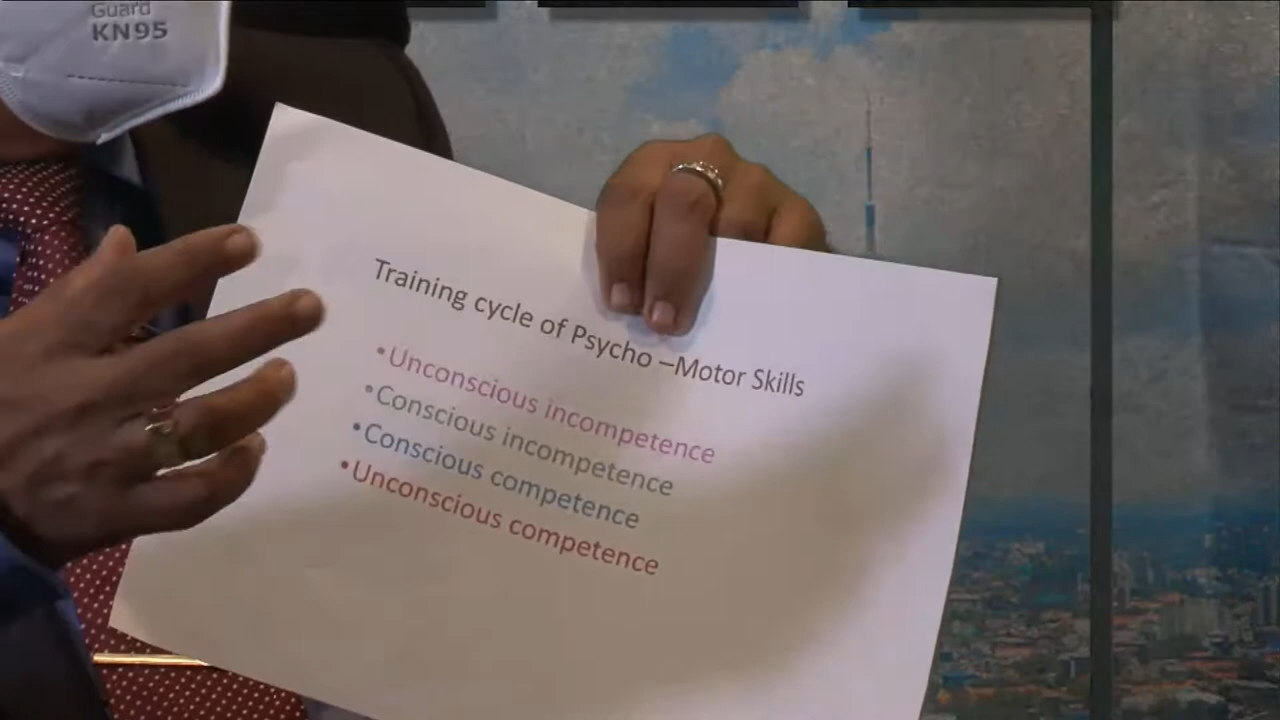 Guard
KN95
Training cycle of Psycho –Motor Skills
•Unconscious incompetence
•Conscious incompetence
•Conscious competence
•Unconscious competence